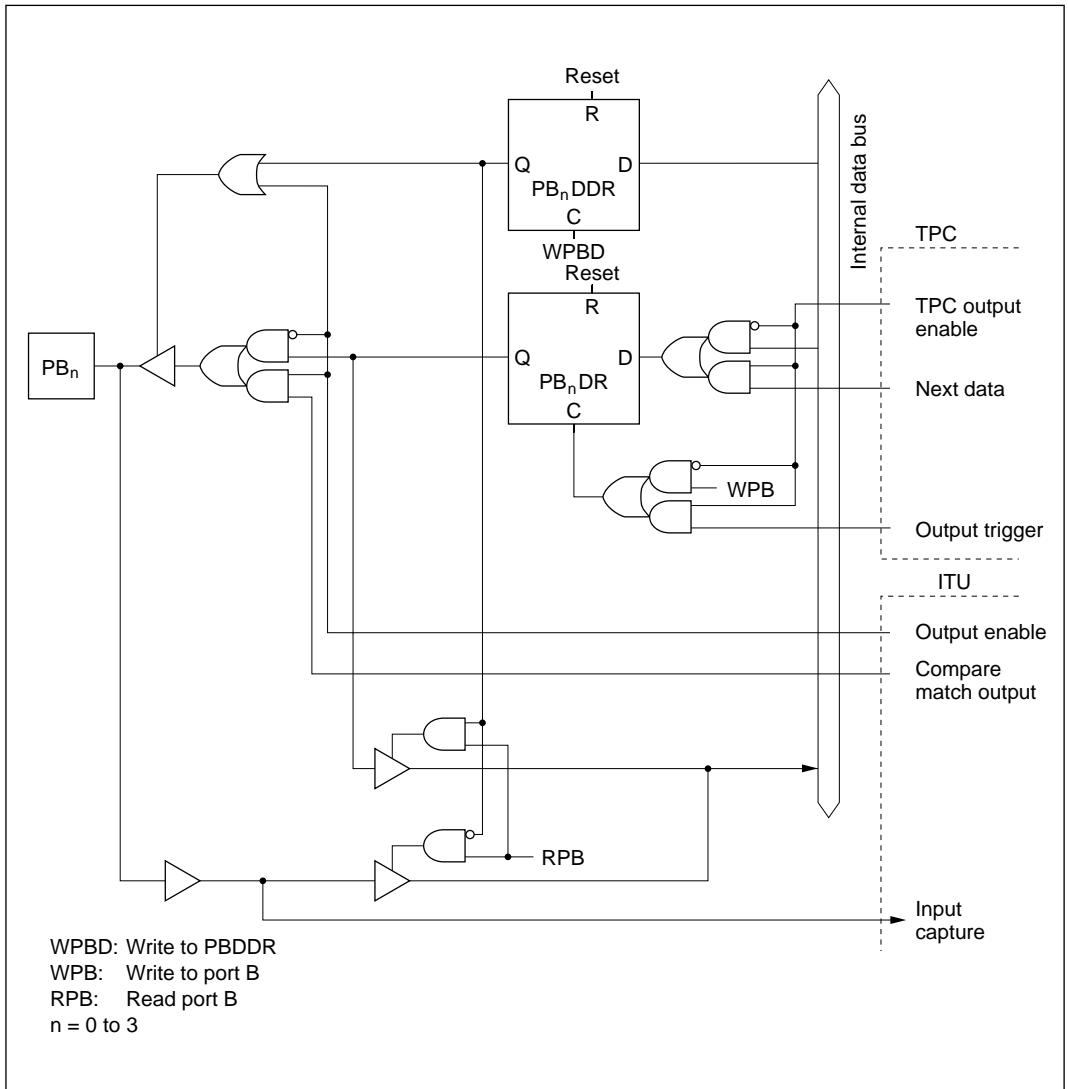 Reset
R
Q
D
PBnDDR
C
WPBD
Internal data bus
TPC
Reset
R
TPC output
enable
PBn
Q
D
PBnDR
C
Next data
WPB
Output trigger
ITU
Output enable
Compare
match output
RPB
Input
capture
WPBD: Write to PBDDR
WPB: Write to port B
RPB: Read port B
n = 0 to 3